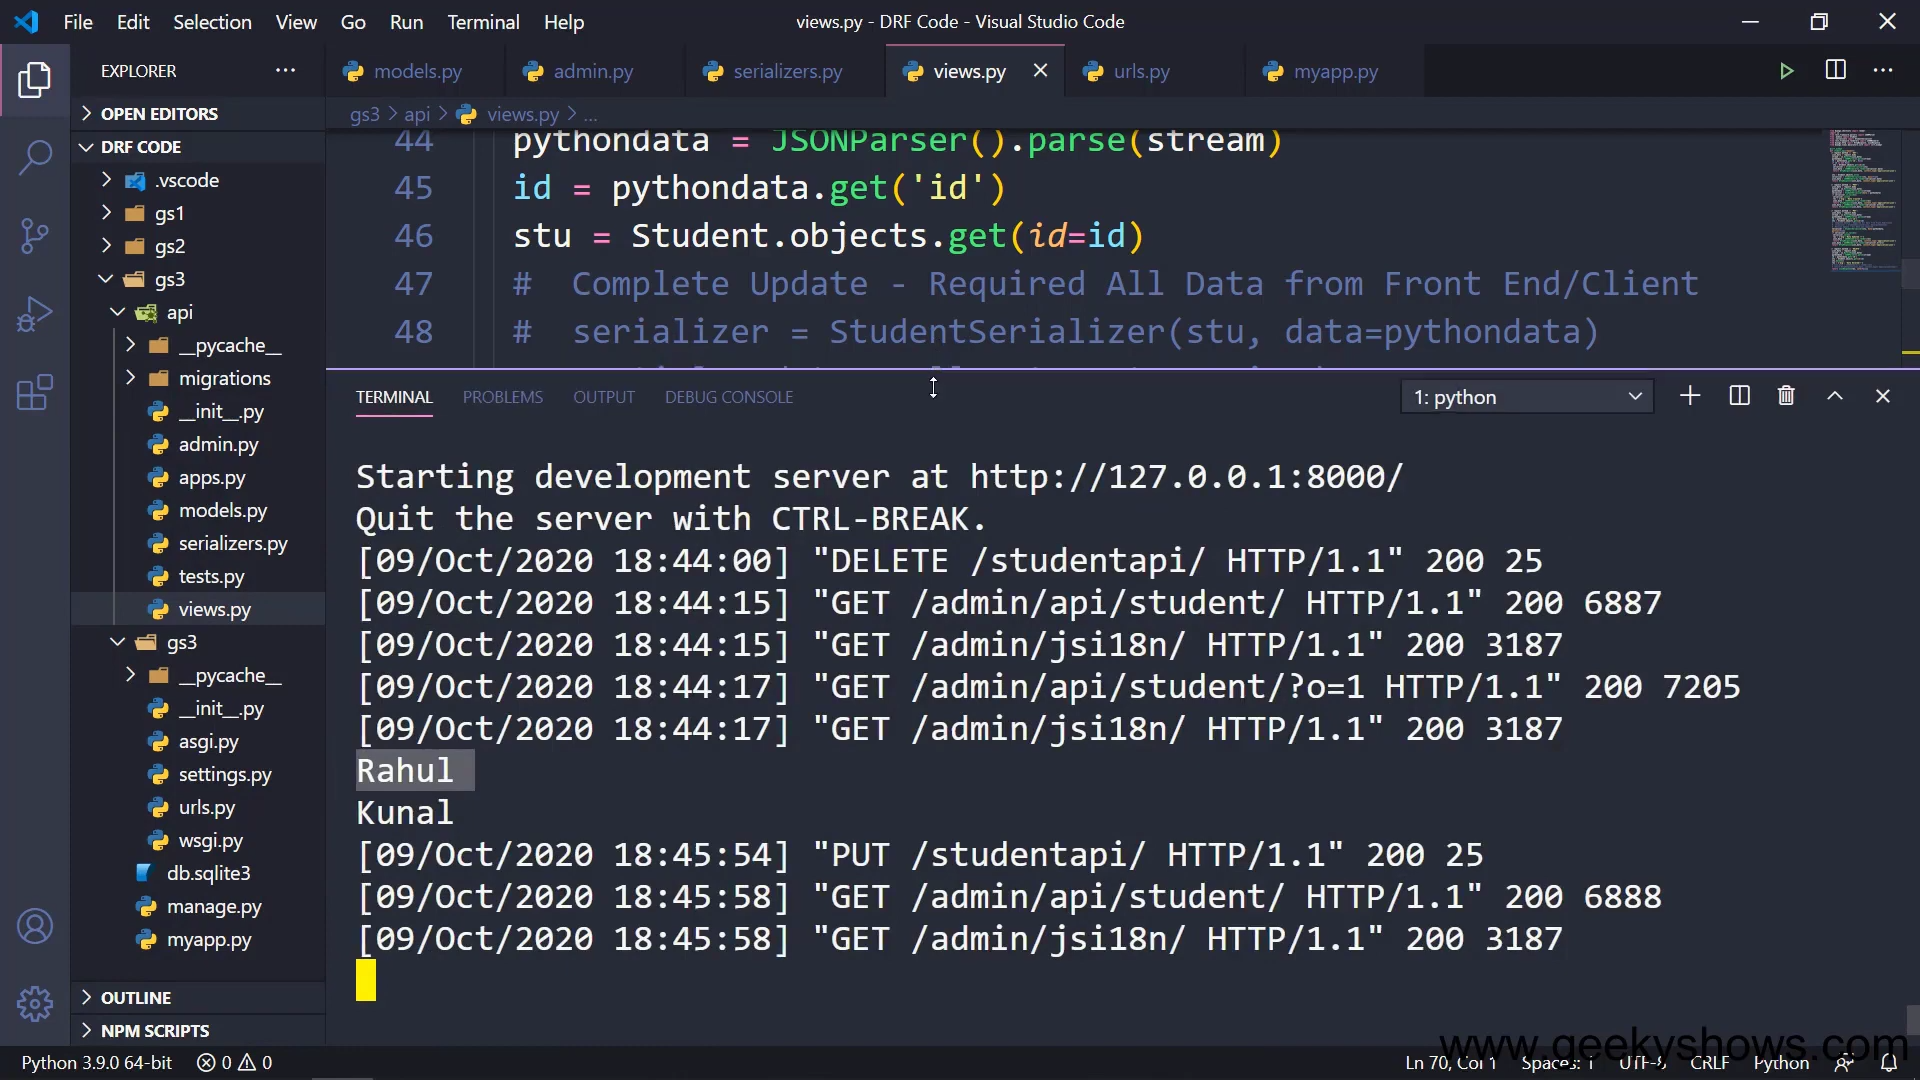 File Edit Selection View Go Run Terminal Help
views.py - DRF Code - Visual Studio Code
EXPLORER
models.py
admin.py
serializers.py
views.py
urls.py
myapp.py
OPEN EDITORS
gs3 > api > views.py > ...
DRF CODE
.vscode
gs1
gs2
gs3
api
__pycache__
migrations
__init__.py
admin.py
apps.py
models.py
serializers.py
tests.py
views.py
gs3
__pycache__
__init__.py
asgi.py
settings.py
urls.py
wsgi.py
db.sqlite3
manage.py
myapp.py
OUTLINE
NPM SCRIPTS
44 pythondata = JSONParser().parse(stream)
45 id = pythondata.get('id')
46 stu = Student.objects.get(id=id)
47 # Complete Update - Required All Data from Front End/Client
48 # serializer = StudentSerializer(stu, data=pythondata)
TERMINAL PROBLEMS OUTPUT DEBUG CONSOLE
1: python
Starting development server at http://127.0.0.1:8000/
Quit the server with CTRL-BREAK.
[09/Oct/2020 18:44:00] "DELETE /studentapi/ HTTP/1.1" 200 25
[09/Oct/2020 18:44:15] "GET /admin/api/student/ HTTP/1.1" 200 6887
[09/Oct/2020 18:44:15] "GET /admin/jsi18n/ HTTP/1.1" 200 3187
[09/Oct/2020 18:44:17] "GET /admin/api/student/?o=1 HTTP/1.1" 200 7205
[09/Oct/2020 18:44:17] "GET /admin/jsi18n/ HTTP/1.1" 200 3187
Rahul
Kunal
[09/Oct/2020 18:45:54] "PUT /studentapi/ HTTP/1.1" 200 25
[09/Oct/2020 18:45:58] "GET /admin/api/student/ HTTP/1.1" 200 6888
[09/Oct/2020 18:45:58] "GET /admin/jsi18n/ HTTP/1.1" 200 3187
www.geekyshows.com
Python 3.9.0 64-bit 0 0
Ln 70, Col 1 Spaces: 1 UTF-8 CRLF Python